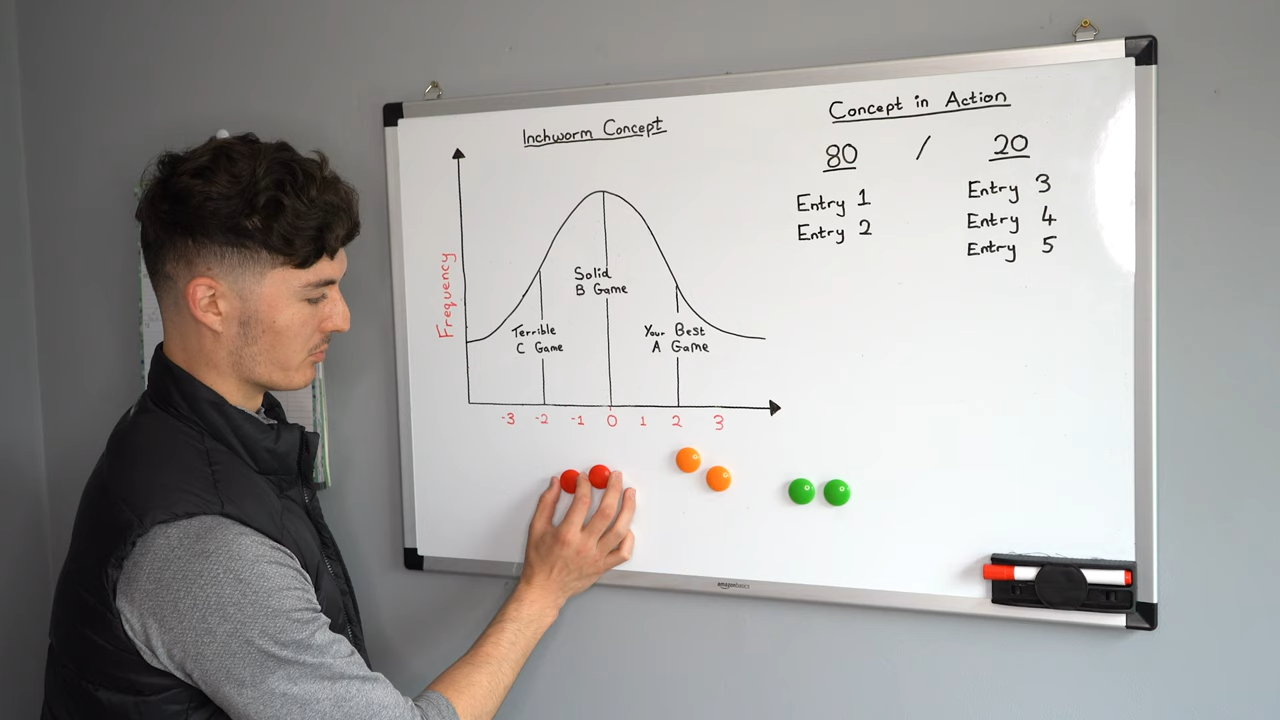 Inchworm Concept
Frequency
Solid
B Game
Terrible
C Game
Your Best
A Game
-3 -2 -1 0 1 2 3
Concept in Action
80 / 20
Entry 1
Entry 2
Entry 3
Entry 4
Entry 5
amazonbasics